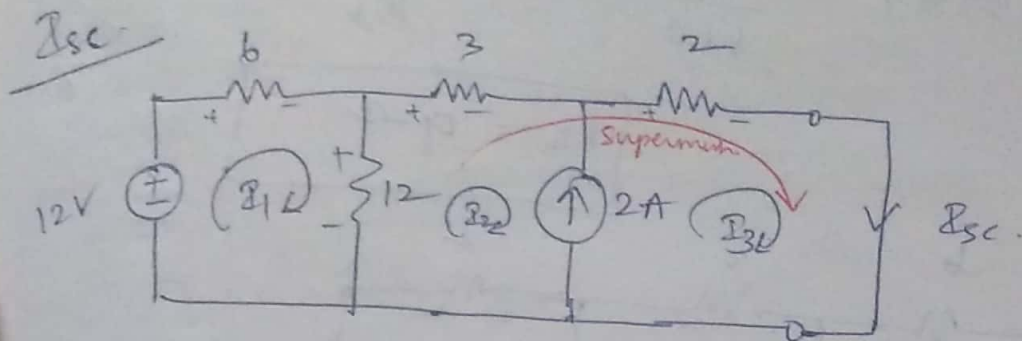 Isc.
6 3 2
+ - + - + -
supermesh
12V ± I1 + 12 - I2 ↑ 2A I3 Isc.